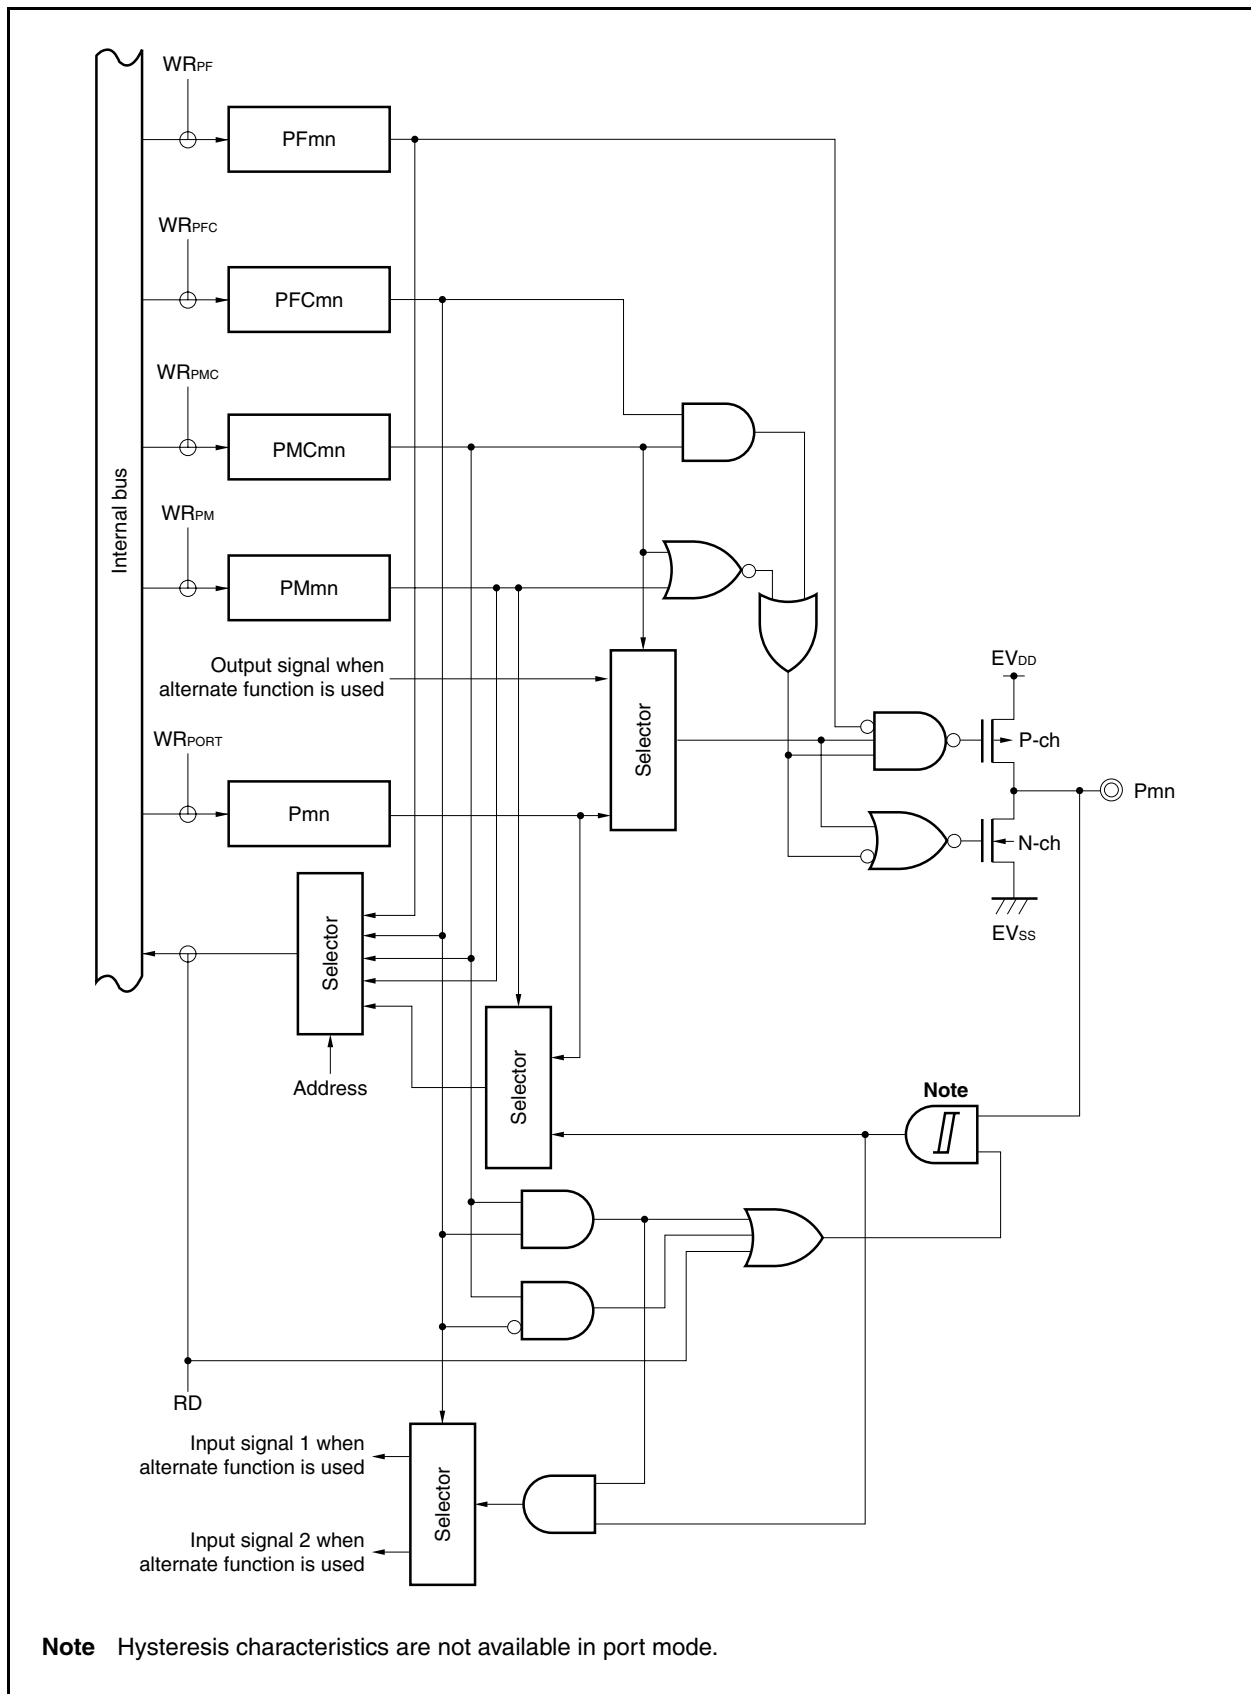 WRPF
PFmn
WRPFC
PFCmn
WRPMC
PMCmn
Internal bus
WRPM
PMmn
Output signal when
alternate function is used
Selector
EVDD
P-ch
WRPORT
Pmn
Pmn
N-ch
EVSS
Selector
Address
Selector
Note
RD
Input signal 1 when
alternate function is used
Selector
Input signal 2 when
alternate function is used
Note Hysteresis characteristics are not available in port mode.